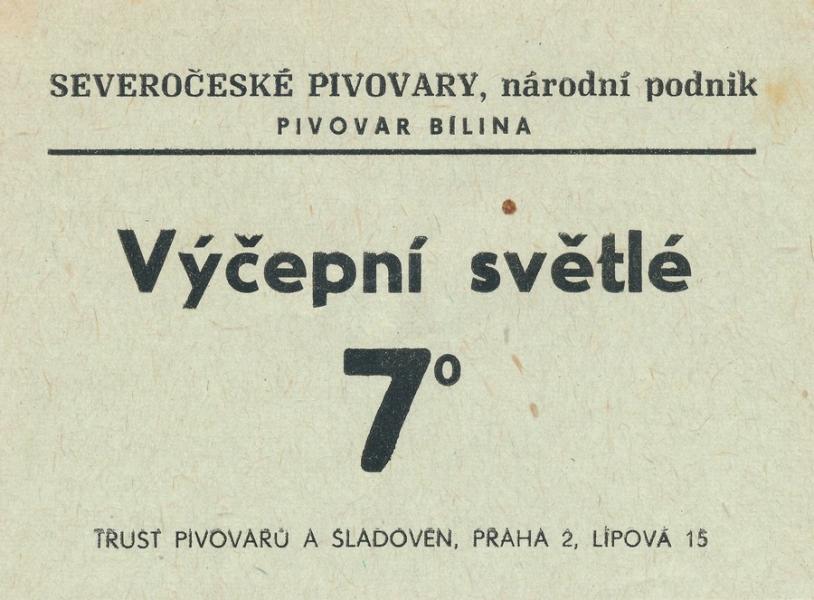 SEVEROČESKÉ PIVOVARY, národní podnik
PIVOVAR BÍLINA
Výčepní světlé
7°
TRUST PIVOVARŮ A SLADOVEN, PRAHA 2, LÍPOVÁ 15